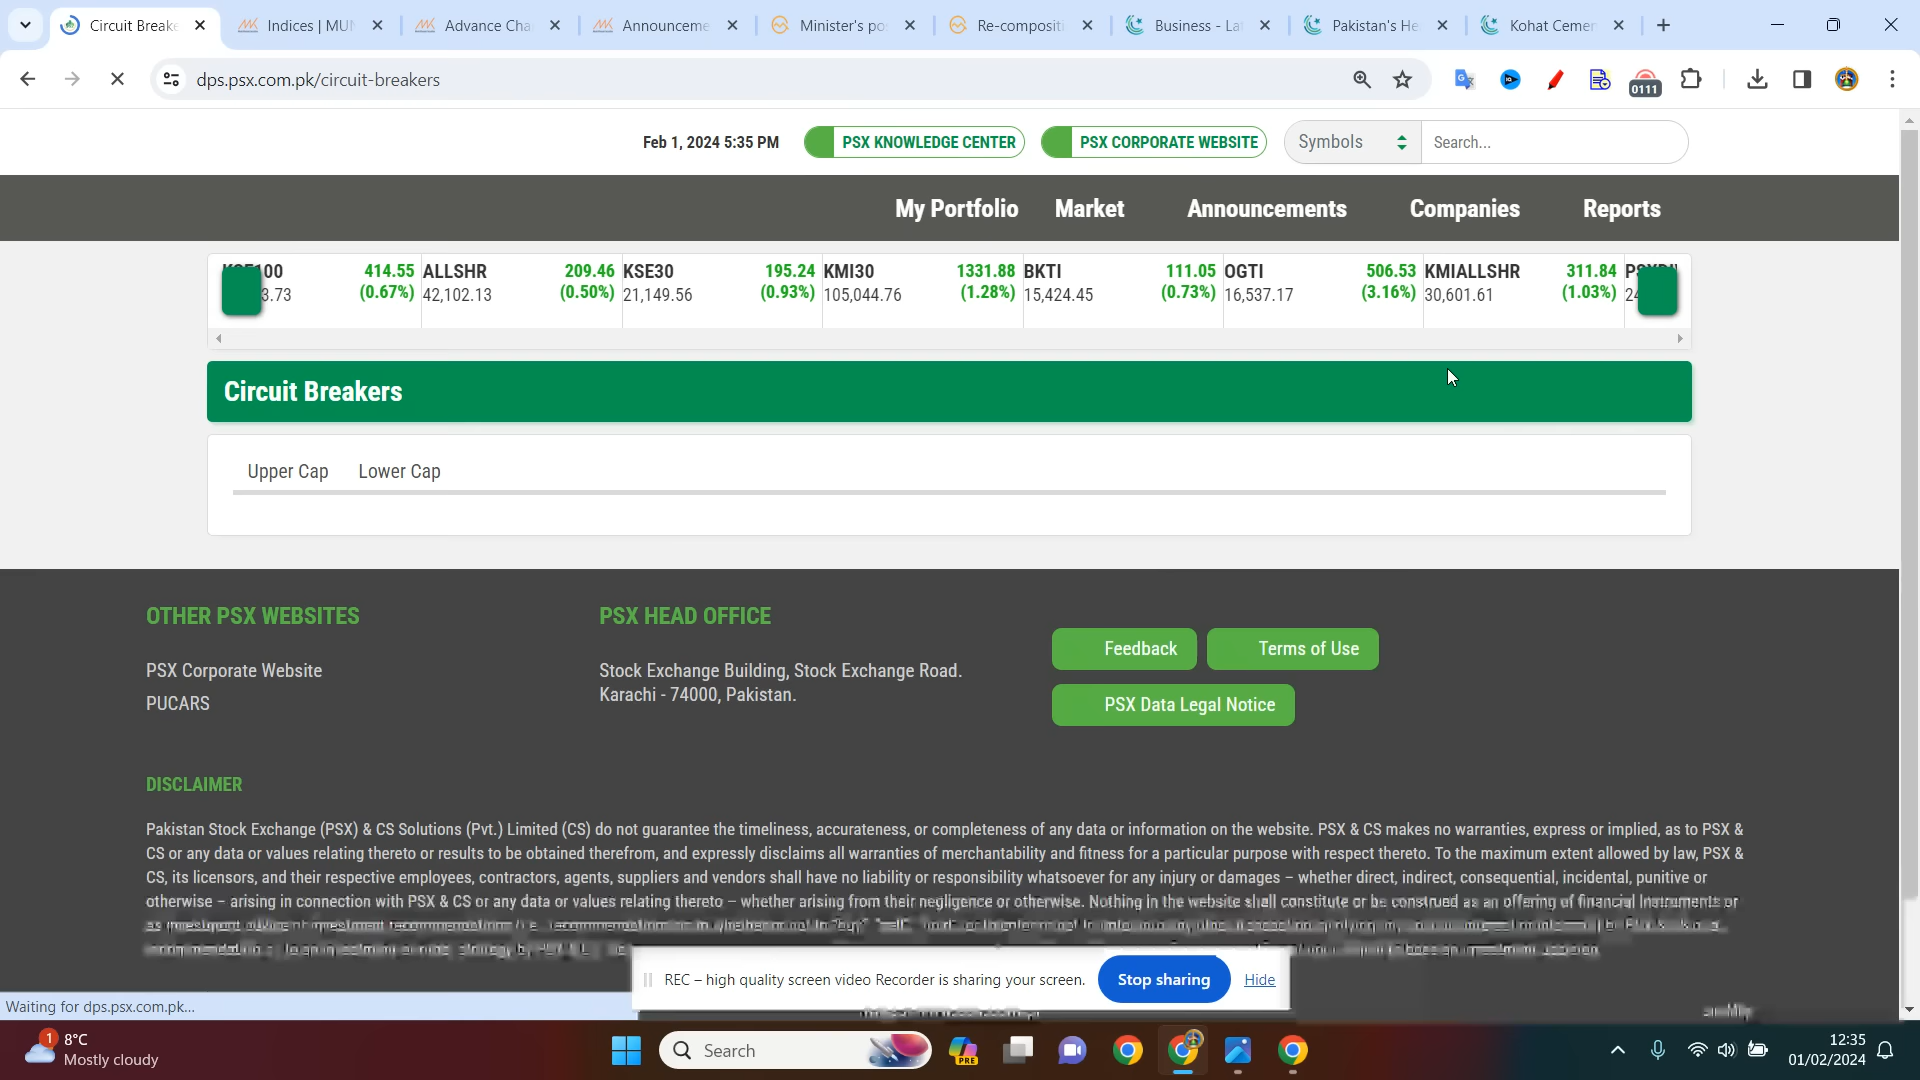 Circuit Breake
Indices | MU
Advance Cha
Announceme
Minister's po
Re-compositi
Business - La
Pakistan's He
Kohat Cemen
dps.psx.com.pk/circuit-breakers
0111
Feb 1, 2024 5:35 PM
PSX KNOWLEDGE CENTER
PSX CORPORATE WEBSITE
Symbols
Search...
My Portfolio
Market
Announcements
Companies
Reports
414.55
ALLSHR
209.46
KSE30
195.24
KMI30
1331.88
BKTI
111.05
OGTI
506.53
KMIALLSHR
311.84
3.73
(0.67%)
42,102.13
(0.50%)
21,149.56
(0.93%)
105,044.76
(1.28%)
15,424.45
(0.73%)
16,537.17
(3.16%)
30,601.61
(1.03%)
Circuit Breakers
Upper Cap
Lower Cap
OTHER PSX WEBSITES
PSX Corporate Website
PUCARS
PSX HEAD OFFICE
Stock Exchange Building, Stock Exchange Road.
Karachi - 74000, Pakistan.
Feedback
Terms of Use
PSX Data Legal Notice
DISCLAIMER
Pakistan Stock Exchange (PSX) & CS Solutions (Pvt.) Limited (CS) do not guarantee the timeliness, accurateness, or completeness of any data or information on the website. PSX & CS makes no warranties, express or implied, as to PSX &
CS or any data or values relating thereto or results to be obtained therefrom, and expressly disclaims all warranties of merchantability and fitness for a particular purpose with respect thereto. To the maximum extent allowed by law, PSX &
CS, its licensors, and their respective employees, contractors, agents, suppliers and vendors shall have no liability or responsibility whatsoever for any injury or damages – whether direct, indirect, consequential, incidental, punitive or
otherwise – arising in connection with PSX & CS or any data or values relating thereto – whether arising from their negligence or otherwise. Nothing in the website shall constitute or be construed as an offering of financial instruments or
REC – high quality screen video Recorder is sharing your screen.
Stop sharing
Hide
Waiting for dps.psx.com.pk...
1
8°C
Mostly cloudy
Search
PRE
12:35
01/02/2024